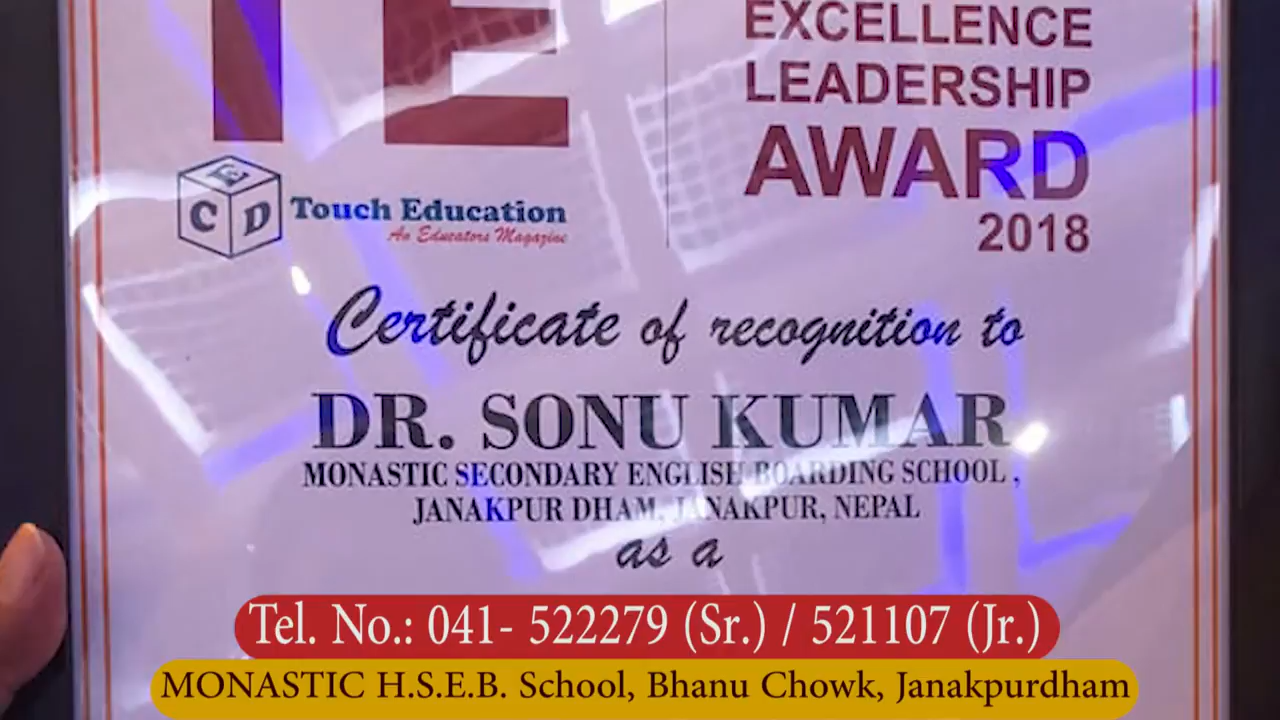 TE
EXCELLENCE
LEADERSHIP
AWARD
2018
E
C D
Touch Education
An Educators Magazine
Certificate of recognition to
DR. SONU KUMAR
MONASTIC SECONDARY ENGLISH BOARDING SCHOOL ,
JANAKPUR DHAM, JANAKPUR, NEPAL
as a
Tel. No.: 041- 522279 (Sr.) / 521107 (Jr.)
MONASTIC H.S.E.B. School, Bhanu Chowk, Janakpurdham